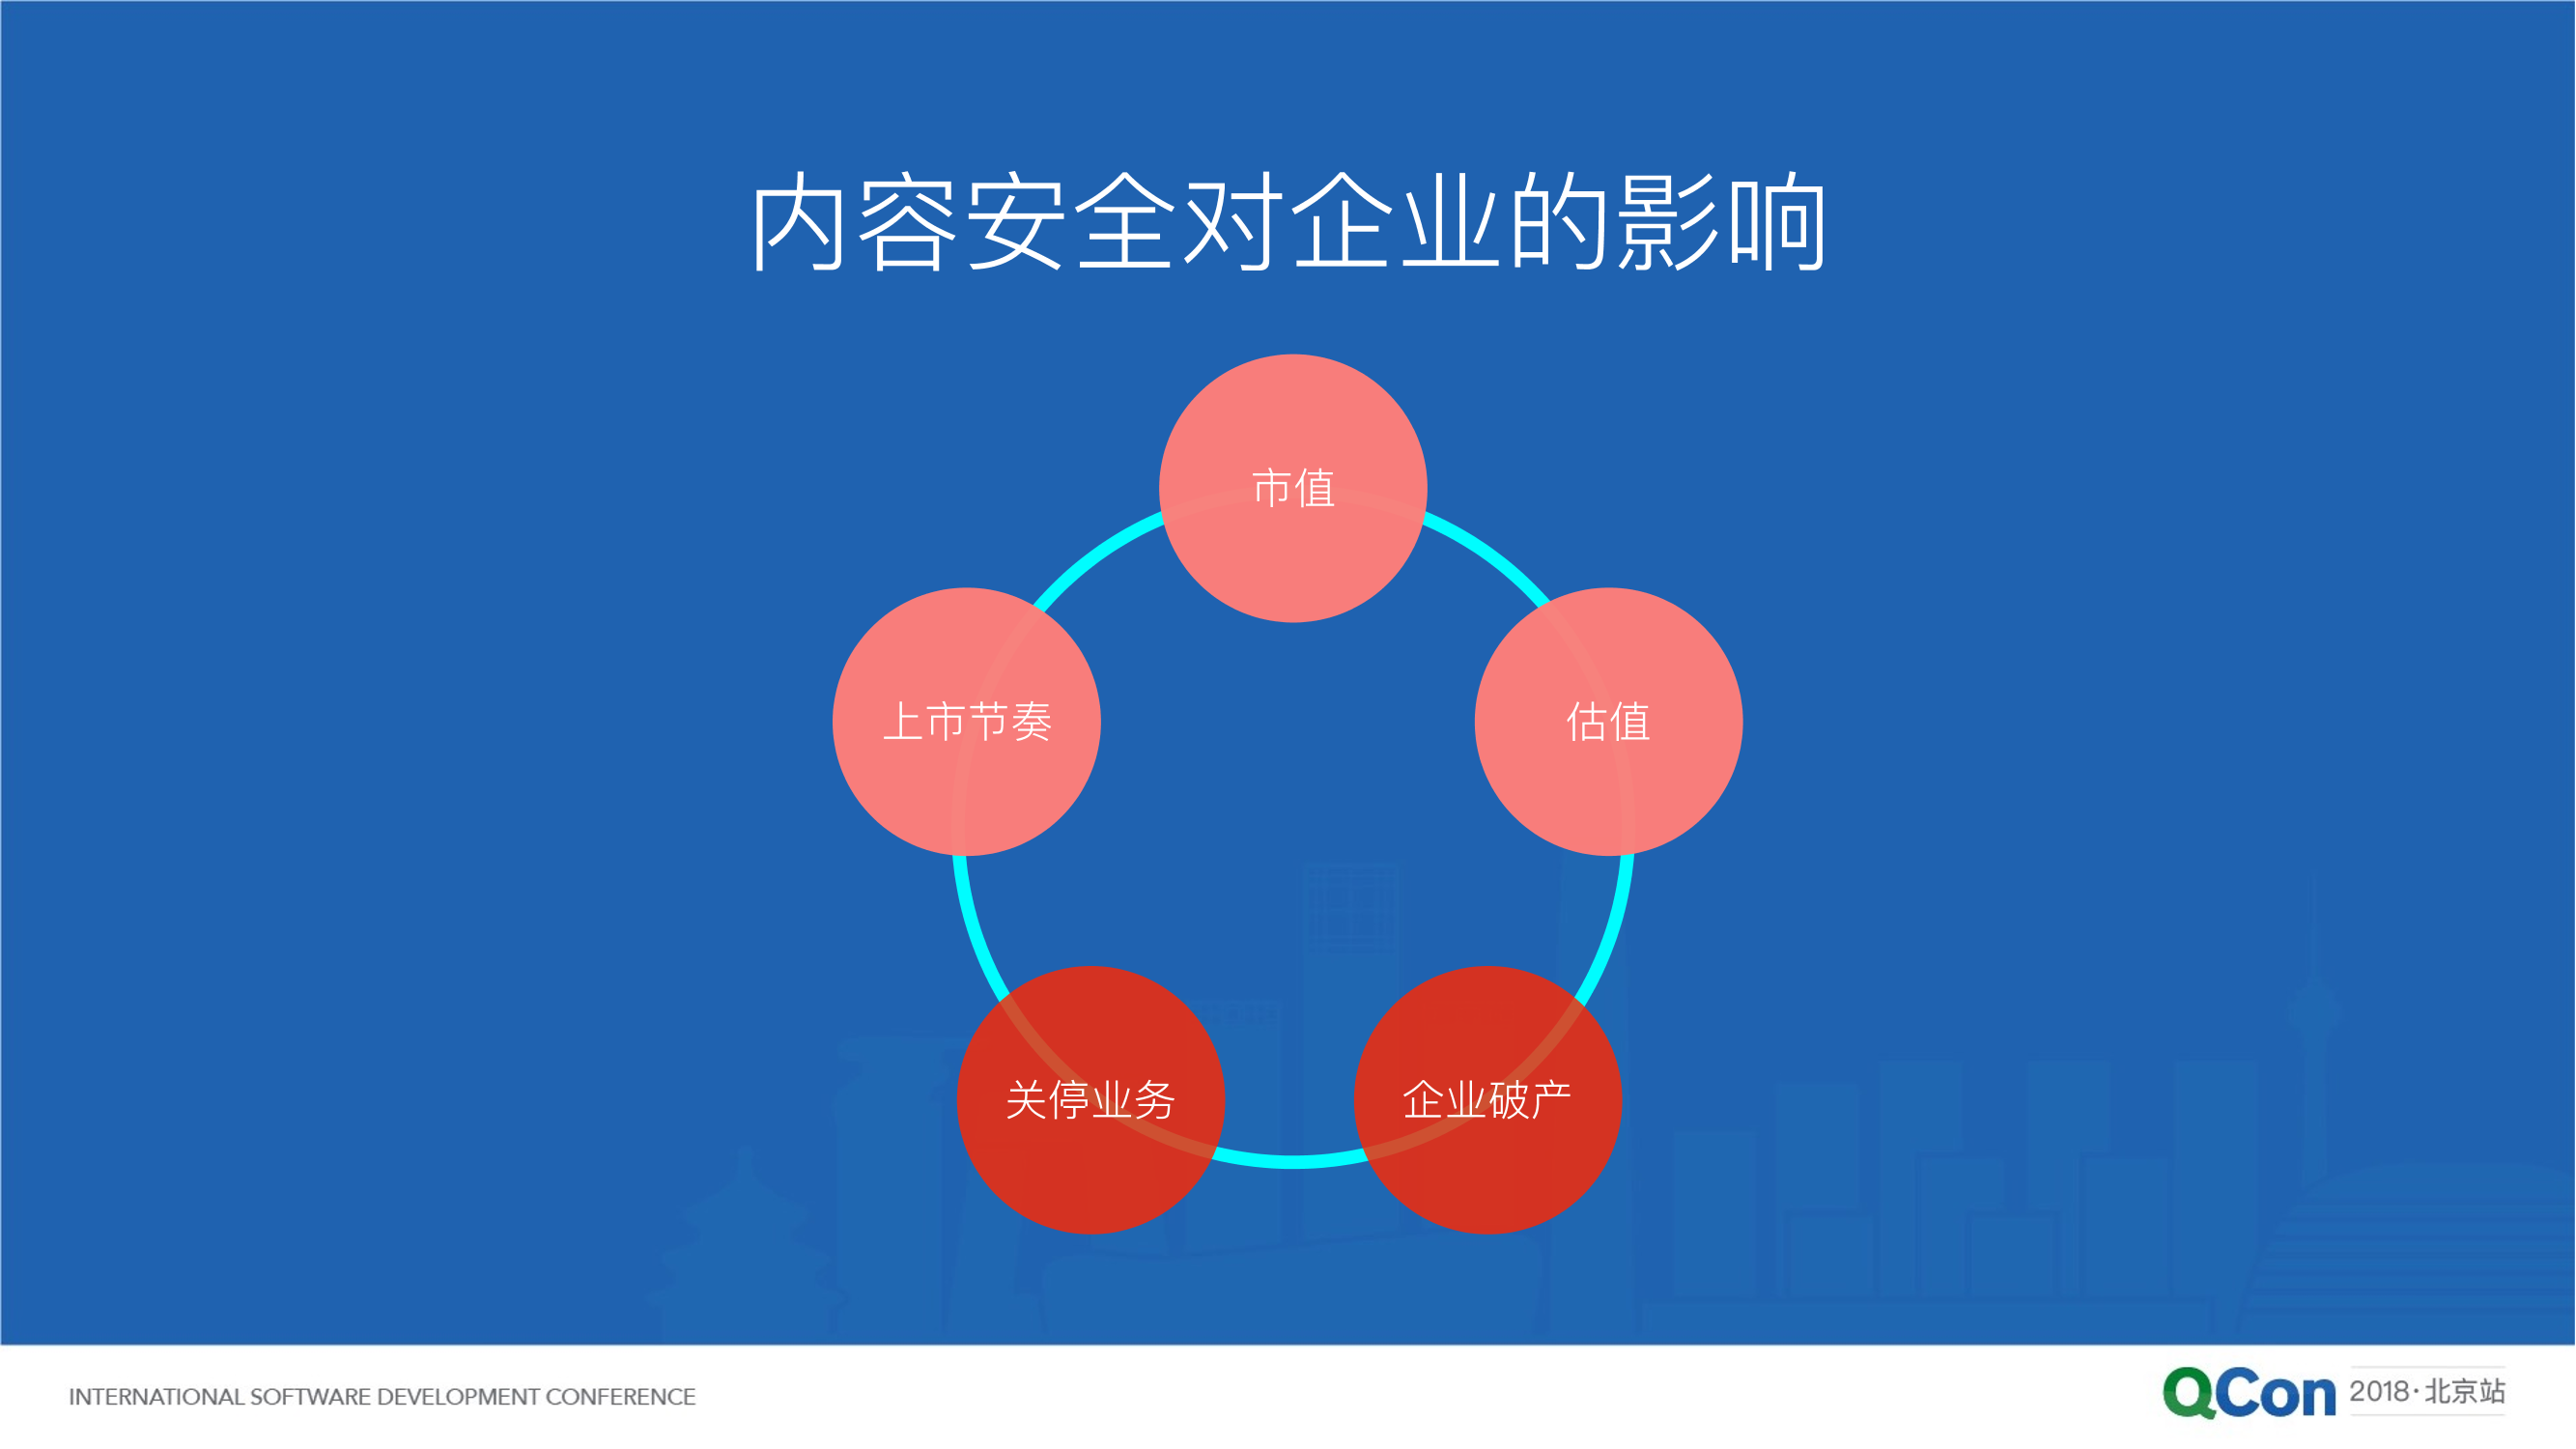 内容安全对企业的影响
市值
上市节奏
估值
关停业务
企业破产
INTERNATIONAL SOFTWARE DEVELOPMENT CONFERENCE
QCon 2018·北京站